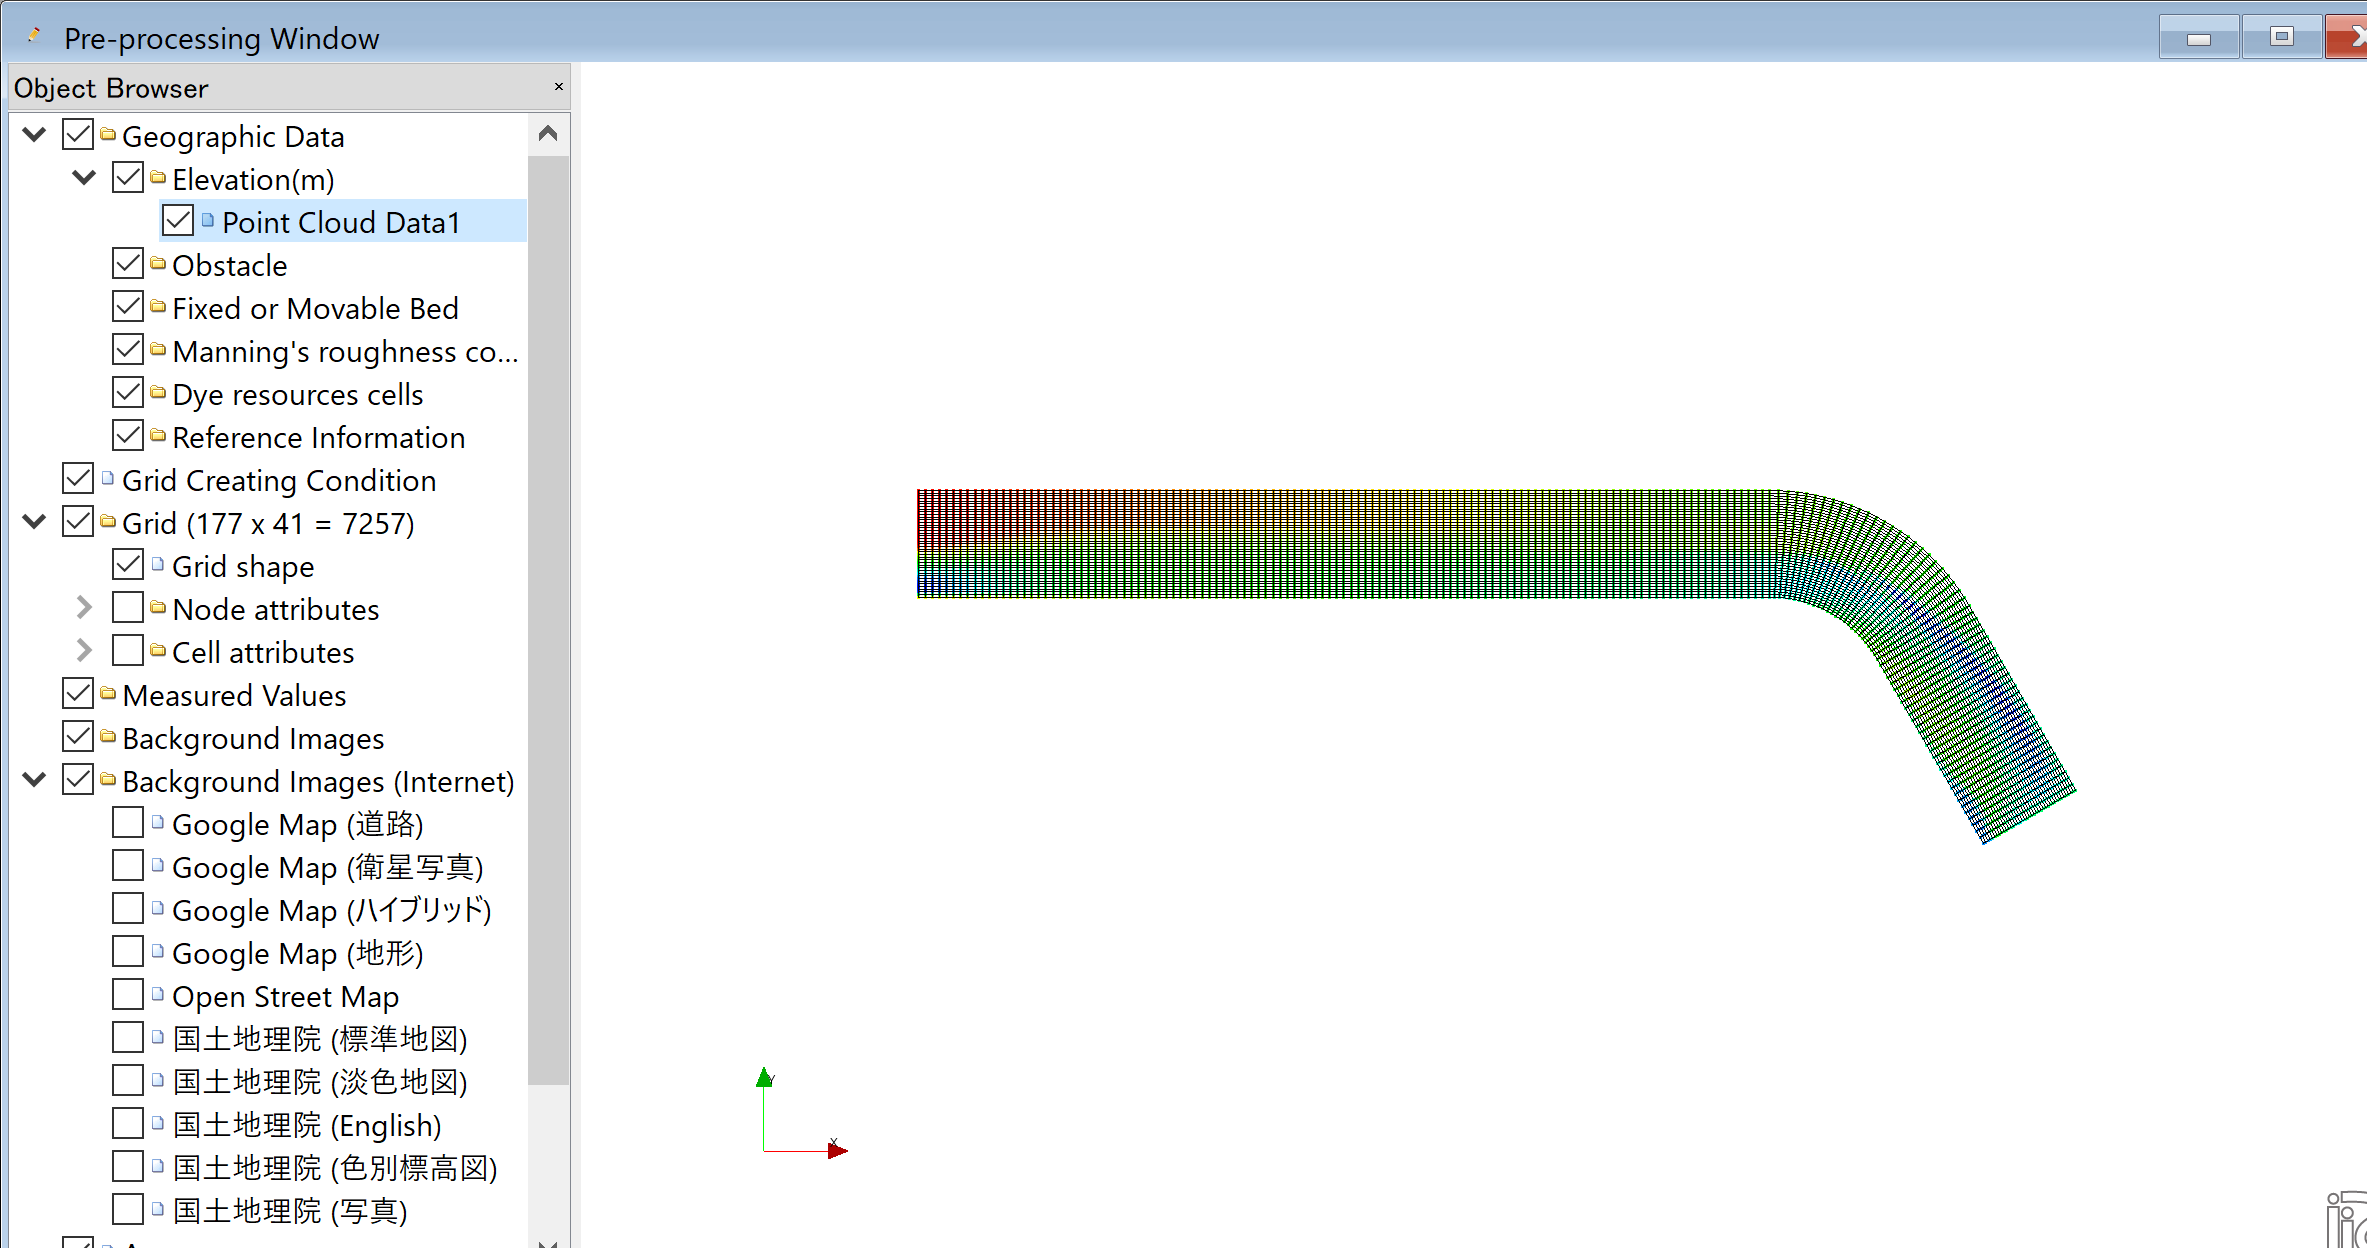 Pre-processing Window
Object Browser
Geographic Data
Elevation(m)
Point Cloud Data1
Obstacle
Fixed or Movable Bed
Manning's roughness co...
Dye resources cells
Reference Information
Grid Creating Condition
Grid (177 x 41 = 7257)
Grid shape
Node attributes
Cell attributes
Measured Values
Background Images
Background Images (Internet)
Google Map (道路)
Google Map (衛星写真)
Google Map (ハイブリッド)
Google Map (地形)
Open Street Map
国土地理院 (標準地図)
国土地理院 (淡色地図)
国土地理院 (English)
国土地理院 (色別標高図)
国土地理院 (写真)
Y
X